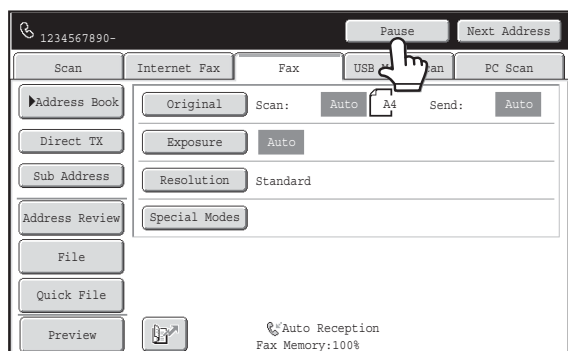 1234567890-
Pause
Next Address
Scan
Internet Fax
Fax
USB
an
PC Scan
Address Book
Original
Scan:
Auto
A4
Send:
Auto
Direct TX
Exposure
Auto
Sub Address
Resolution
Standard
Address Review
Special Modes
File
Quick File
Preview
Auto Reception
Fax Memory:100%